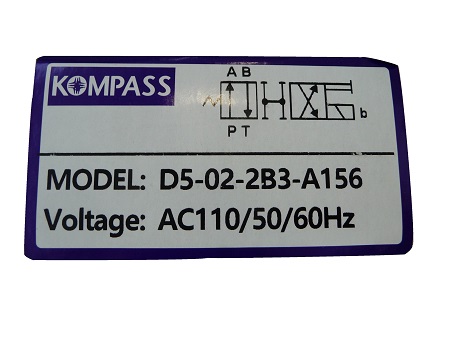 KOMPASS
A B
b
P T
MODEL: D5-02-2B3-A156
Voltage: AC110/50/60Hz